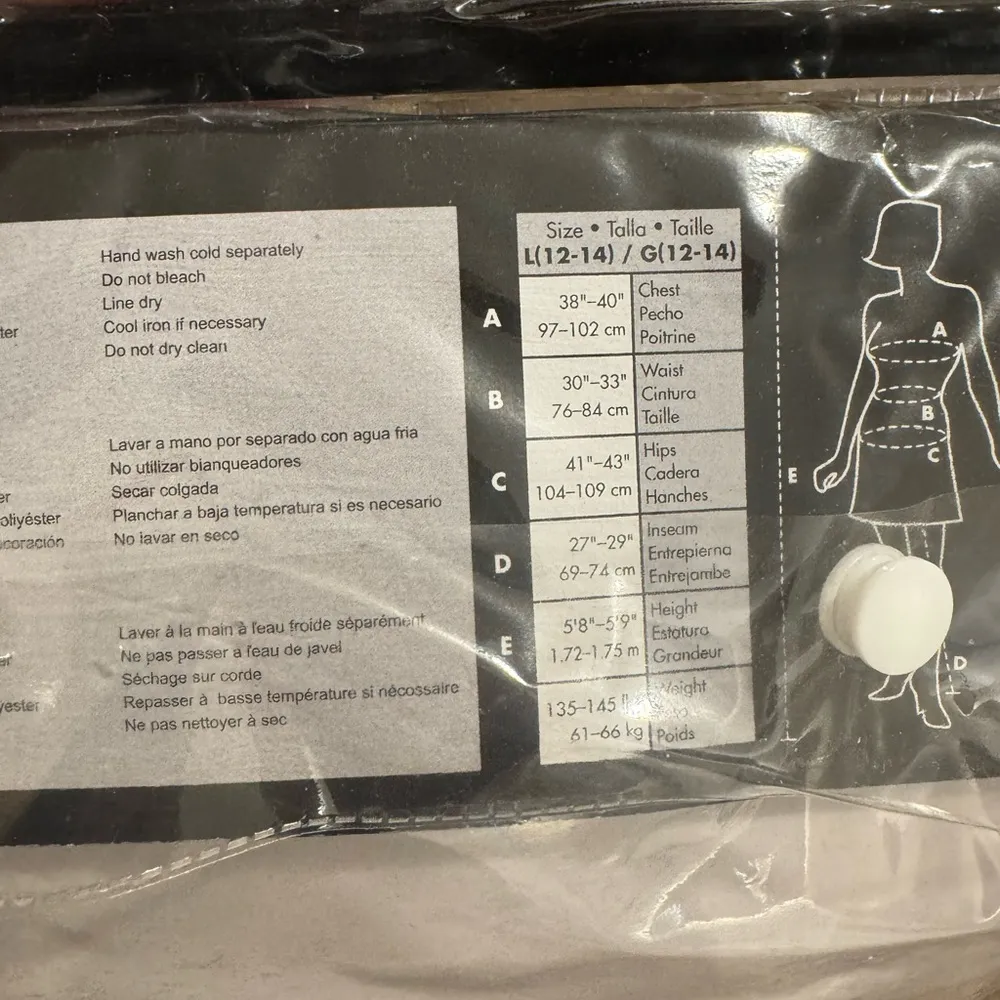 Hand wash cold separately
Do not bleach
Line dry
ter
Cool iron if necessary
Do not dry clean
Lavar a mano por separado con agua fria
No utilizar bianqueadores
er
Secar colgada
oliyéster
Planchar a baja temperatura si es necesario
coración
No lavar en seco
Laver à la main à l'eau froide séparément
Ne pas passer a l'eau de javel
er
Séchage sur corde
yester
Repasser à basse température si nécossaire
Ne pas nettoyer à sec
Size • Talla • Taille
L(12-14) / G(12-14)
A
38"–40"
97–102 cm
Chest
Pecho
Poitrine
B
30"–33"
76–84 cm
Waist
Cintura
Taille
C
41"–43"
104–109 cm
Hips
Cadera
Hanches
D
27"–29"
69–74 cm
Inseam
Entrepierna
Entrejambe
E
5'8"–5'9"
1.72–1.75 m
Height
Estatura
Grandeur
135–145
61–66 kg
Weight
Poids
A
B
C
E
D